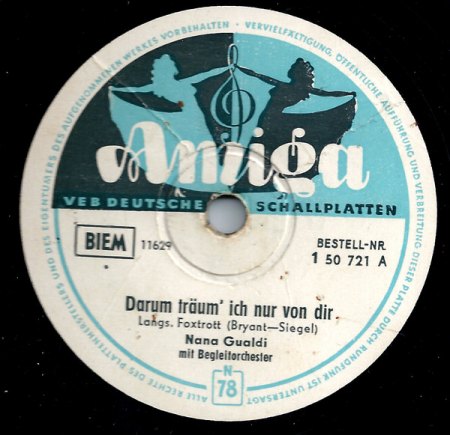 ALLE RECHTE DES PLATTENHERSTELLERS UND DES EIGENTUMERS DES AUFGENOMMENEN WERKES VORBEHALTEN · VERVIELFÄLTIGUNG, ÖFFENTLICHE AUFFÜHRUNG UND VERBREITUNG DIESER PLATTE DURCH RUNDFUNK IST UNTERSAGT
Amiga
VEB DEUTSCHE SCHALLPLATTEN
BIEM 11629
BESTELL-NR.
1 50 721 A
Darum träum' ich nur von dir
Langs. Foxtrott (Bryant—Siegel)
Nana Gualdi
mit Begleitorchester
N
78